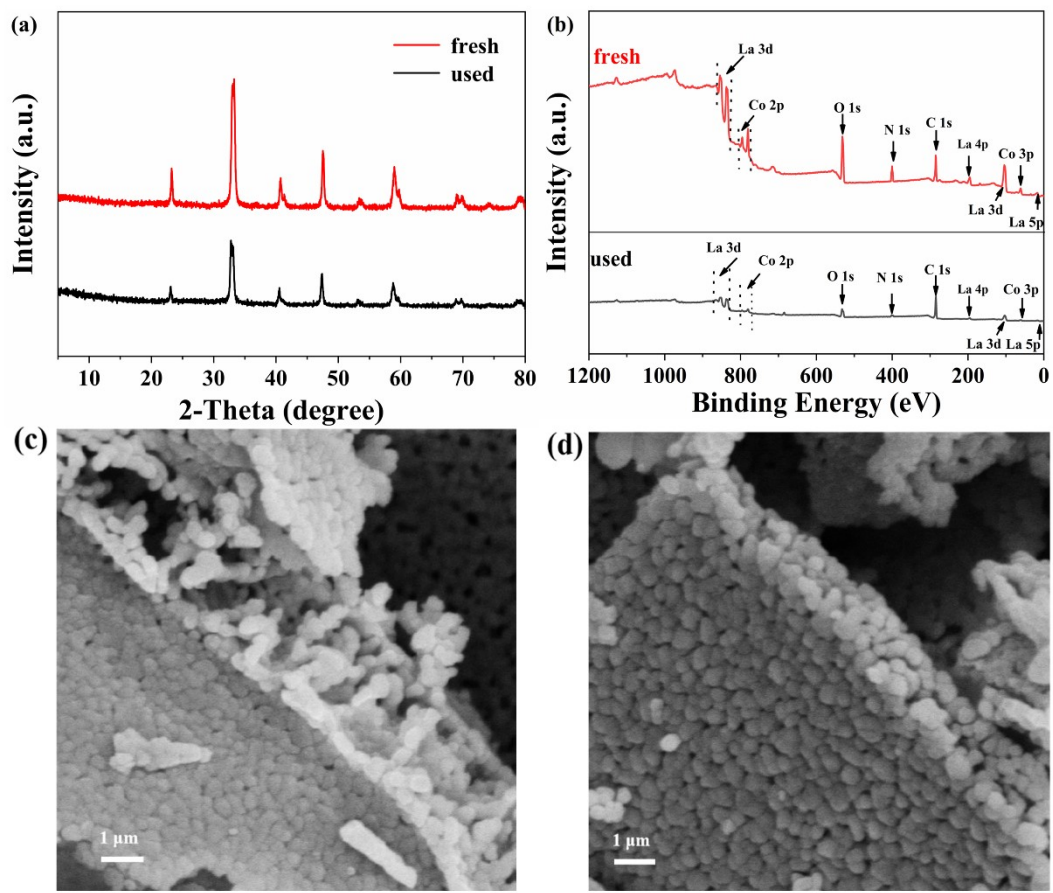 (a)
fresh
used
Intensity (a.u.)
10 20 30 40 50 60 70 80
2-Theta (degree)
(b)
fresh
La 3d
Co 2p
O 1s
N 1s
C 1s
La 4p
Co 3p
La 3d
La 5p
used
La 3d
Co 2p
O 1s
N 1s
C 1s
La 4p
Co 3p
La 3d
La 5p
Intensity (a.u.)
1200 1000 800 600 400 200 0
Binding Energy (eV)
(c)
1 μm
(d)
1 μm